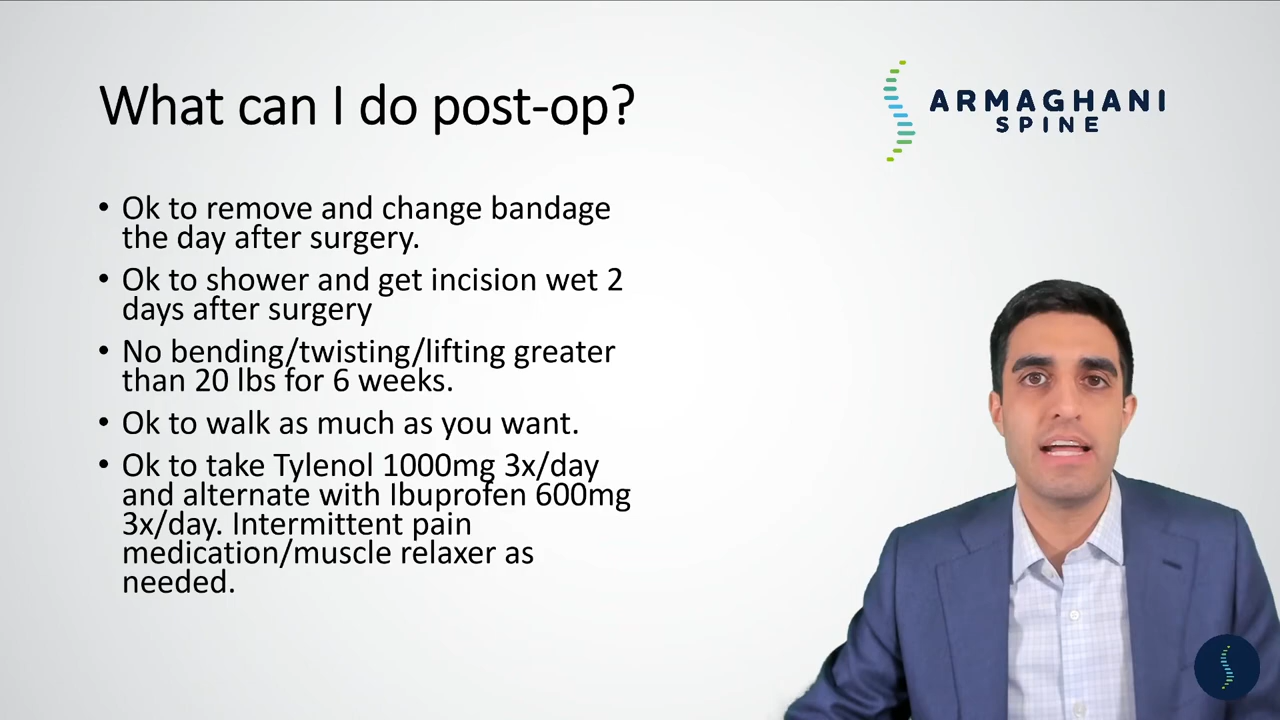 What can I do post-op?
ARMAGHANI
SPINE
• Ok to remove and change bandage
the day after surgery.
• Ok to shower and get incision wet 2
days after surgery
• No bending/twisting/lifting greater
than 20 lbs for 6 weeks.
• Ok to walk as much as you want.
• Ok to take Tylenol 1000mg 3x/day
and alternate with Ibuprofen 600mg
3x/day. Intermittent pain
medication/muscle relaxer as
needed.